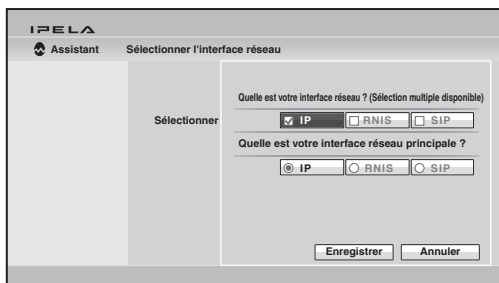 IPELA
Assistant
Sélectionner l'interface réseau
Quelle est votre interface réseau ? (Sélection multiple disponible)
Sélectionner
IP RNIS SIP
Quelle est votre interface réseau principale ?
IP RNIS SIP
Enregistrer Annuler